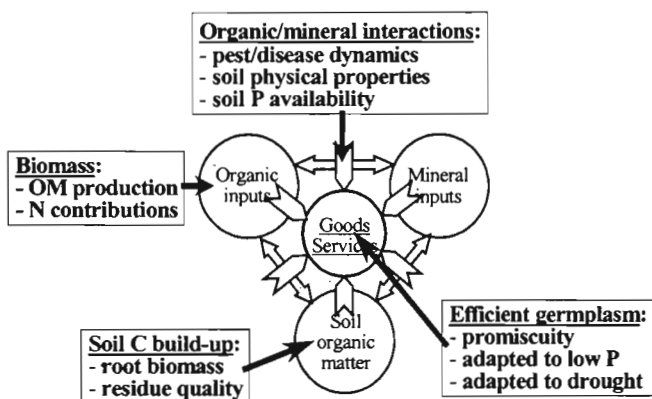 Organic/mineral interactions:
- pest/disease dynamics
- soil physical properties
- soil P availability
Biomass:
- OM production
- N contributions
Organic
inputs
Mineral
inputs
Goods
Services
Soil
organic
matter
Soil C build-up:
- root biomass
- residue quality
Efficient germplasm:
- promiscuity
- adapted to low P
- adapted to drought